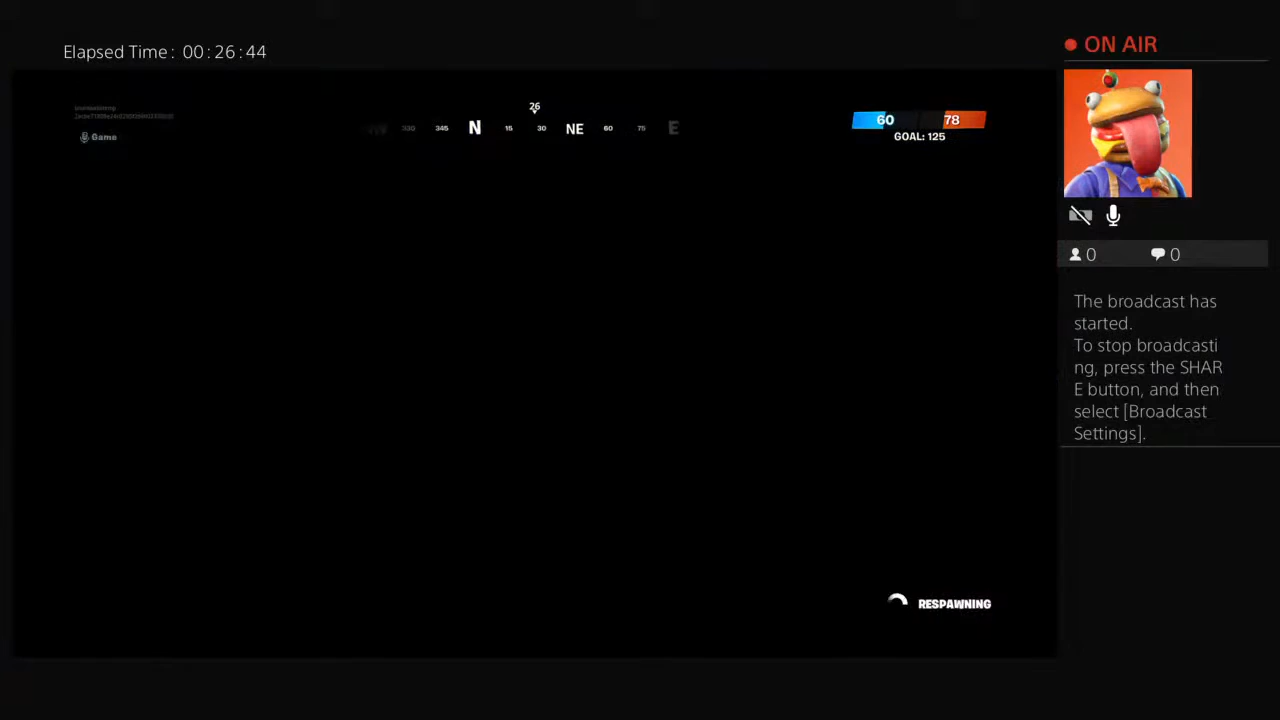 Elapsed Time: 00:26:44
ON AIR
26
330 345 N 15 30 NE 60 75 E
60 78
GOAL: 125
Game
0 0
The broadcast has
started.
To stop broadcasti
ng, press the SHAR
E button, and then
select [Broadcast
Settings].
RESPAWNING